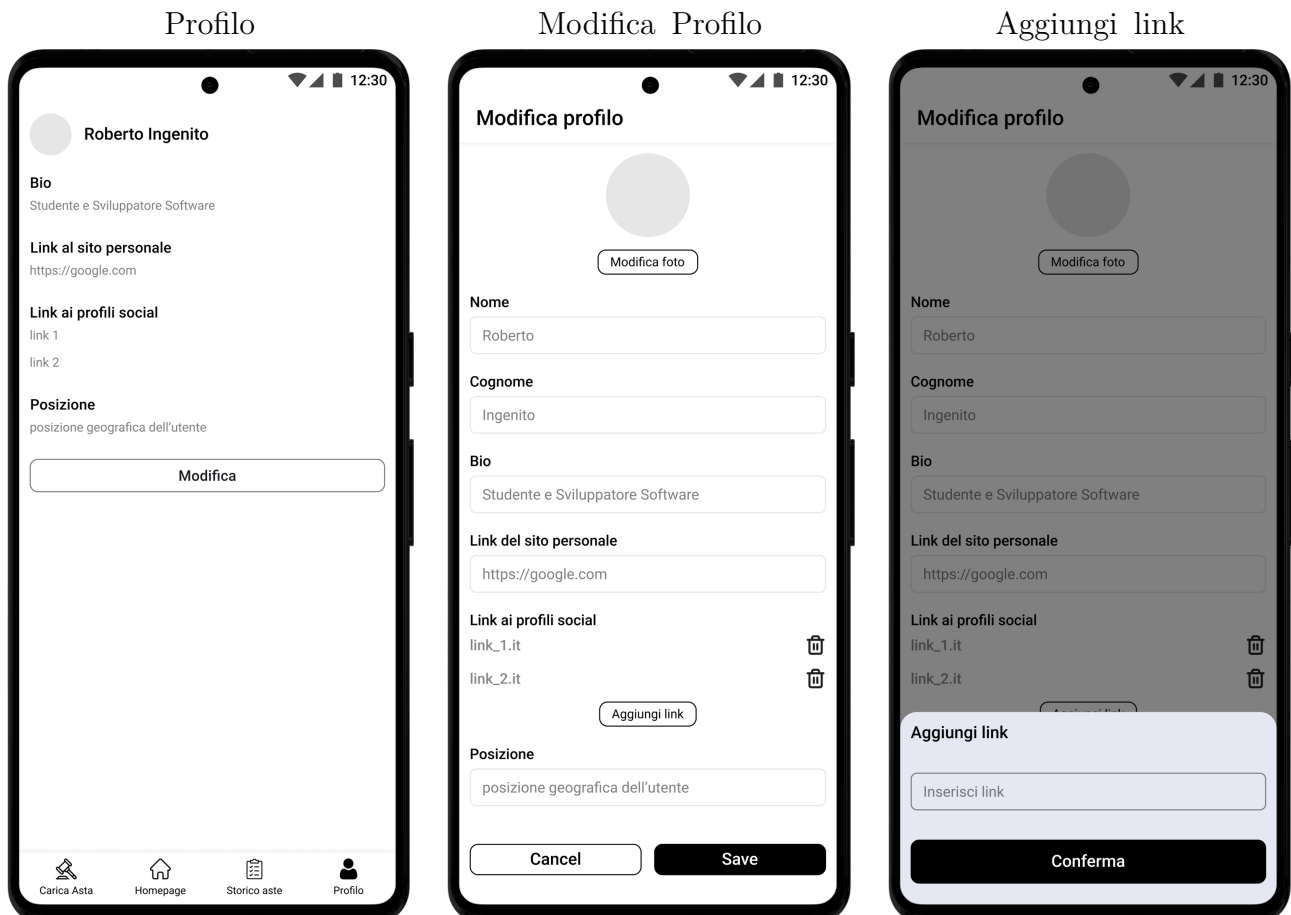 Profilo
12:30
Roberto Ingenito
Bio
Studente e Sviluppatore Software
Link al sito personale
https://google.com
Link ai profili social
link 1
link 2
Posizione
posizione geografica dell'utente
Modifica
Carica Asta
Homepage
Storico aste
Profilo
Modifica Profilo
12:30
Modifica profilo
Modifica foto
Nome
Roberto
Cognome
Ingenito
Bio
Studente e Sviluppatore Software
Link del sito personale
https://google.com
Link ai profili social
link_1.it
link_2.it
Aggiungi link
Posizione
posizione geografica dell'utente
Cancel
Save
Aggiungi link
12:30
Modifica profilo
Modifica foto
Nome
Roberto
Cognome
Ingenito
Bio
Studente e Sviluppatore Software
Link del sito personale
https://google.com
Link ai profili social
link_1.it
link_2.it
Aggiungi link
Aggiungi link
Inserisci link
Conferma